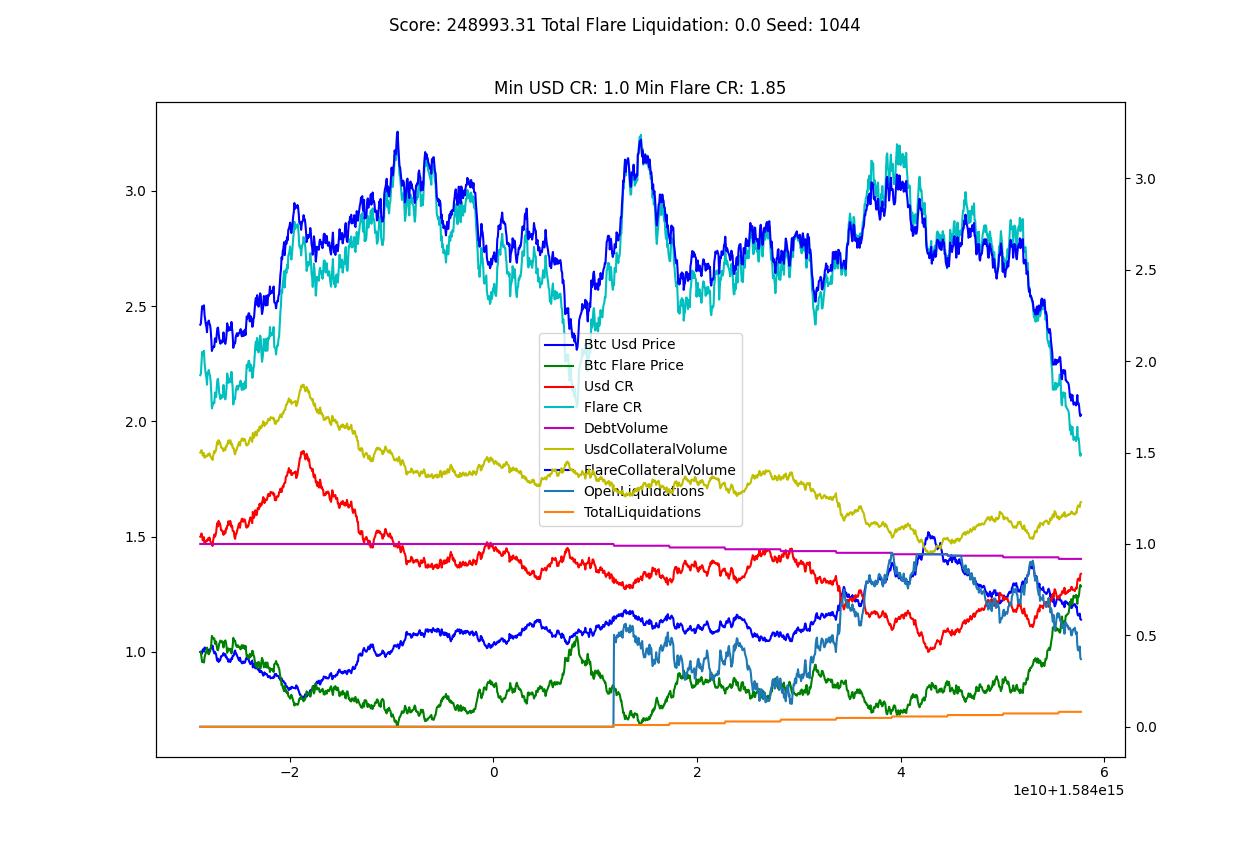 Score: 248993.31 Total Flare Liquidation: 0.0 Seed: 1044
Min USD CR: 1.0 Min Flare CR: 1.85
3.0
2.5
2.0
1.5
1.0
3.0
2.5
2.0
1.5
1.0
0.5
0.0
Btc Usd Price
Btc Flare Price
Usd CR
Flare CR
DebtVolume
UsdCollateralVolume
FlareCollateralVolume
OpenLiquidations
TotalLiquidations
−2 0 2 4 6
1e10+1.584e15